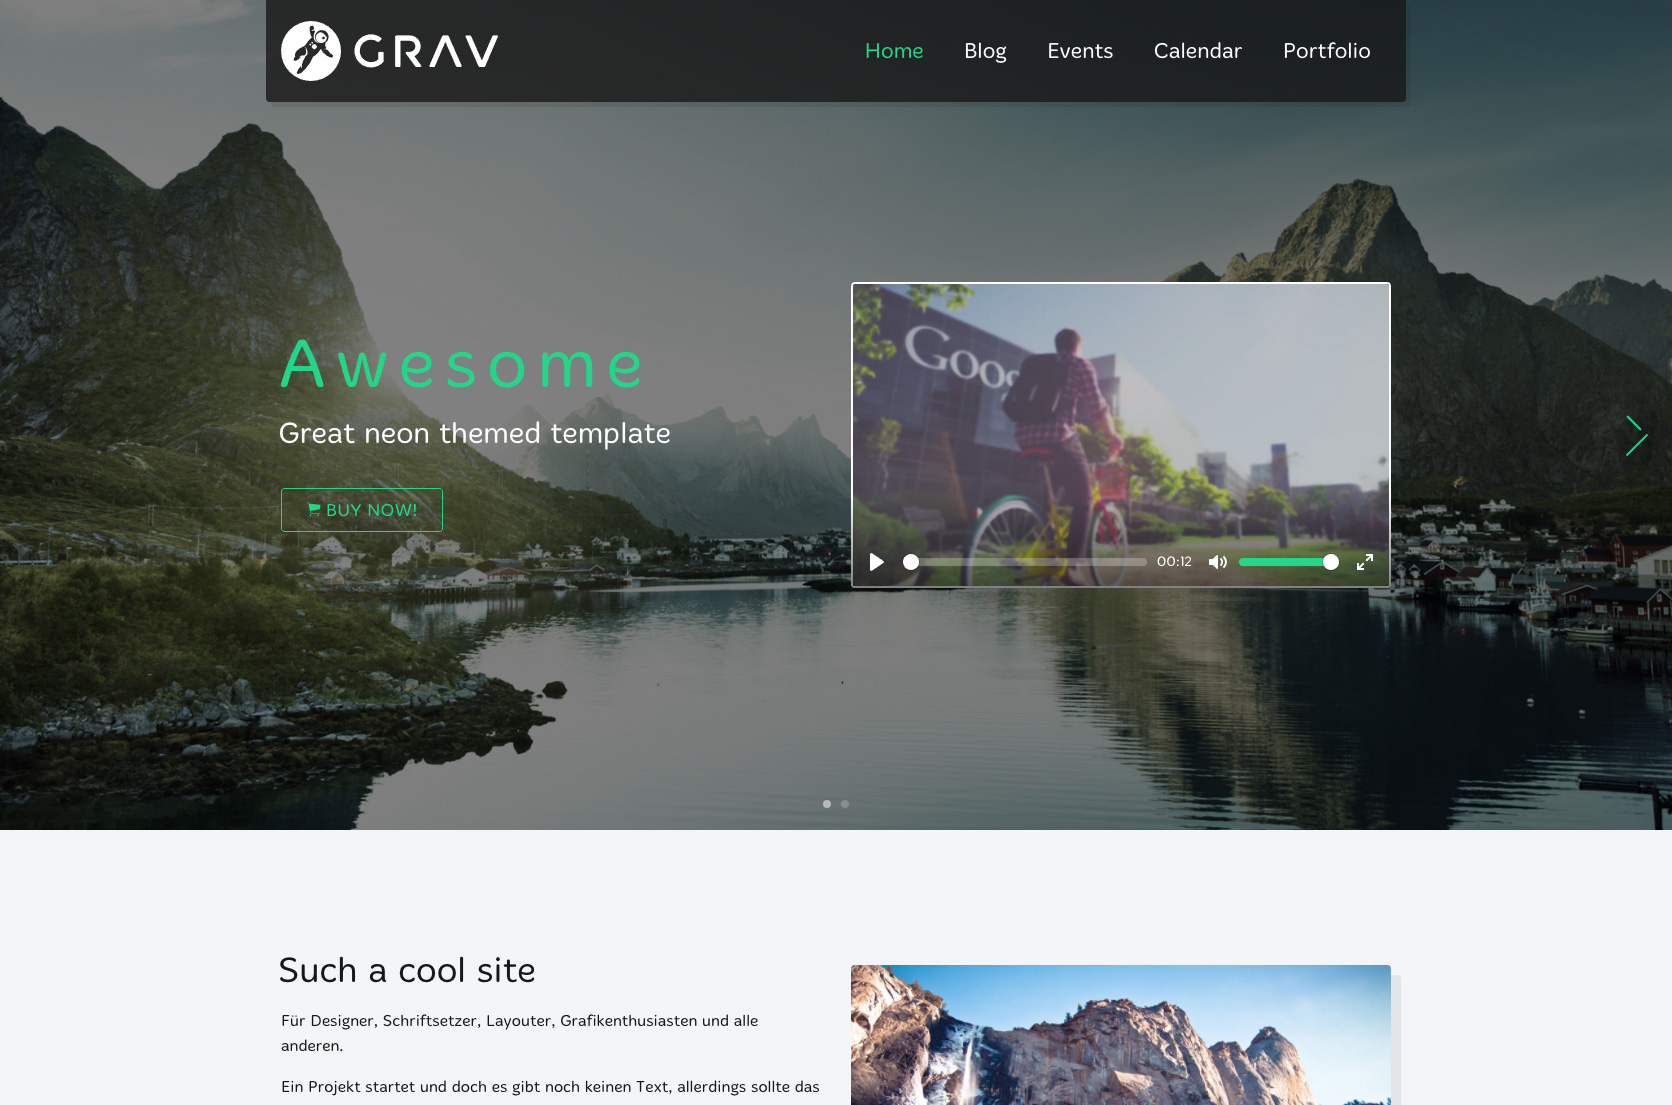 GRAV
Home Blog Events Calendar Portfolio
Goo
Awesome
Great neon themed template
BUY NOW!
00:12
Such a cool site
Für Designer, Schriftsetzer, Layouter, Grafikenthusiasten und alle
anderen.
Ein Projekt startet und doch es gibt noch keinen Text, allerdings sollte das